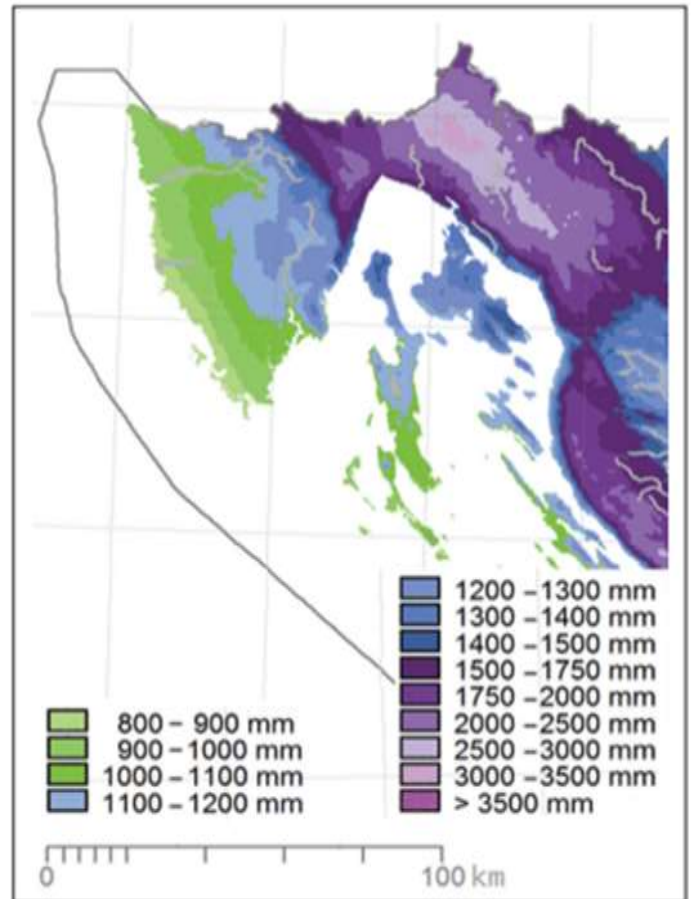 1200 – 1300 mm
1300 – 1400 mm
1400 – 1500 mm
1500 – 1750 mm
1750 – 2000 mm
2000 – 2500 mm
2500 – 3000 mm
3000 – 3500 mm
> 3500 mm
800 – 900 mm
900 – 1000 mm
1000 – 1100 mm
1100 – 1200 mm
0
100 km